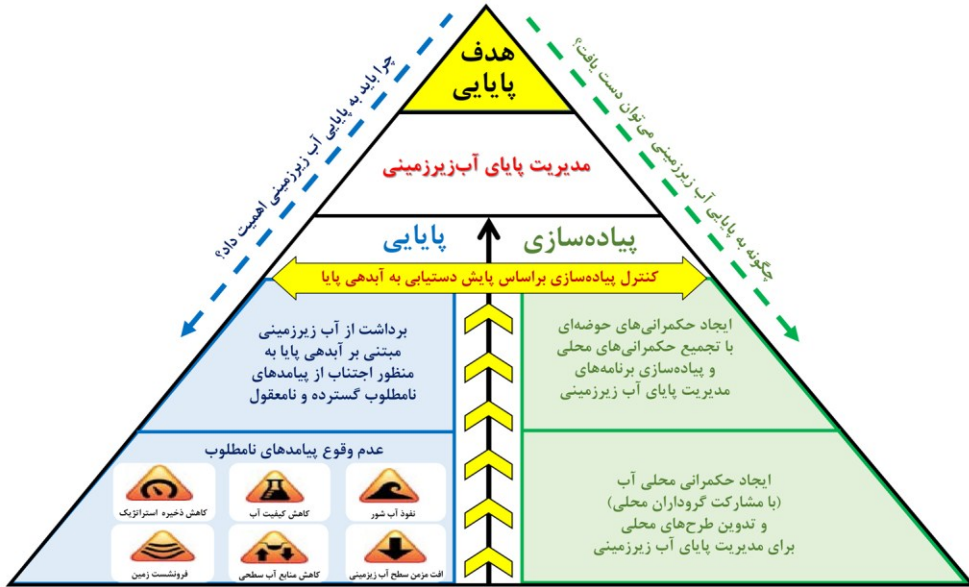 هدف
پایایی
چرا باید به پایایی آب زیرزمینی اهمیت داد؟
چگونه به پایایی آب زیرزمینی می‌توان دست یافت؟
مدیریت پایای آب‌زیرزمینی
پیاده‌سازی
پایایی
کنترل پیاده‌سازی براساس پایش دستیابی به آبدهی پایا
ایجاد حکمرانی‌های حوضه‌ای
با تجمیع حکمرانی‌های محلی
و پیاده‌سازی برنامه‌های
مدیریت پایای آب زیرزمینی
برداشت از آب زیرزمینی
مبتنی بر آبدهی پایا به
منظور اجتناب از پیامدهای
نامطلوب گسترده و نامعقول
ایجاد حکمرانی محلی آب
(با مشارکت گروداران محلی)
و تدوین طرح‌های محلی
برای مدیریت پایای آب زیرزمینی
عدم وقوع پیامدهای نامطلوب
نفوذ آب شور
کاهش کیفیت آب
کاهش ذخیره استراتژیک
افت مزمن سطح آب زیزمینی
کاهش منابع آب سطحی
فرونشست زمین